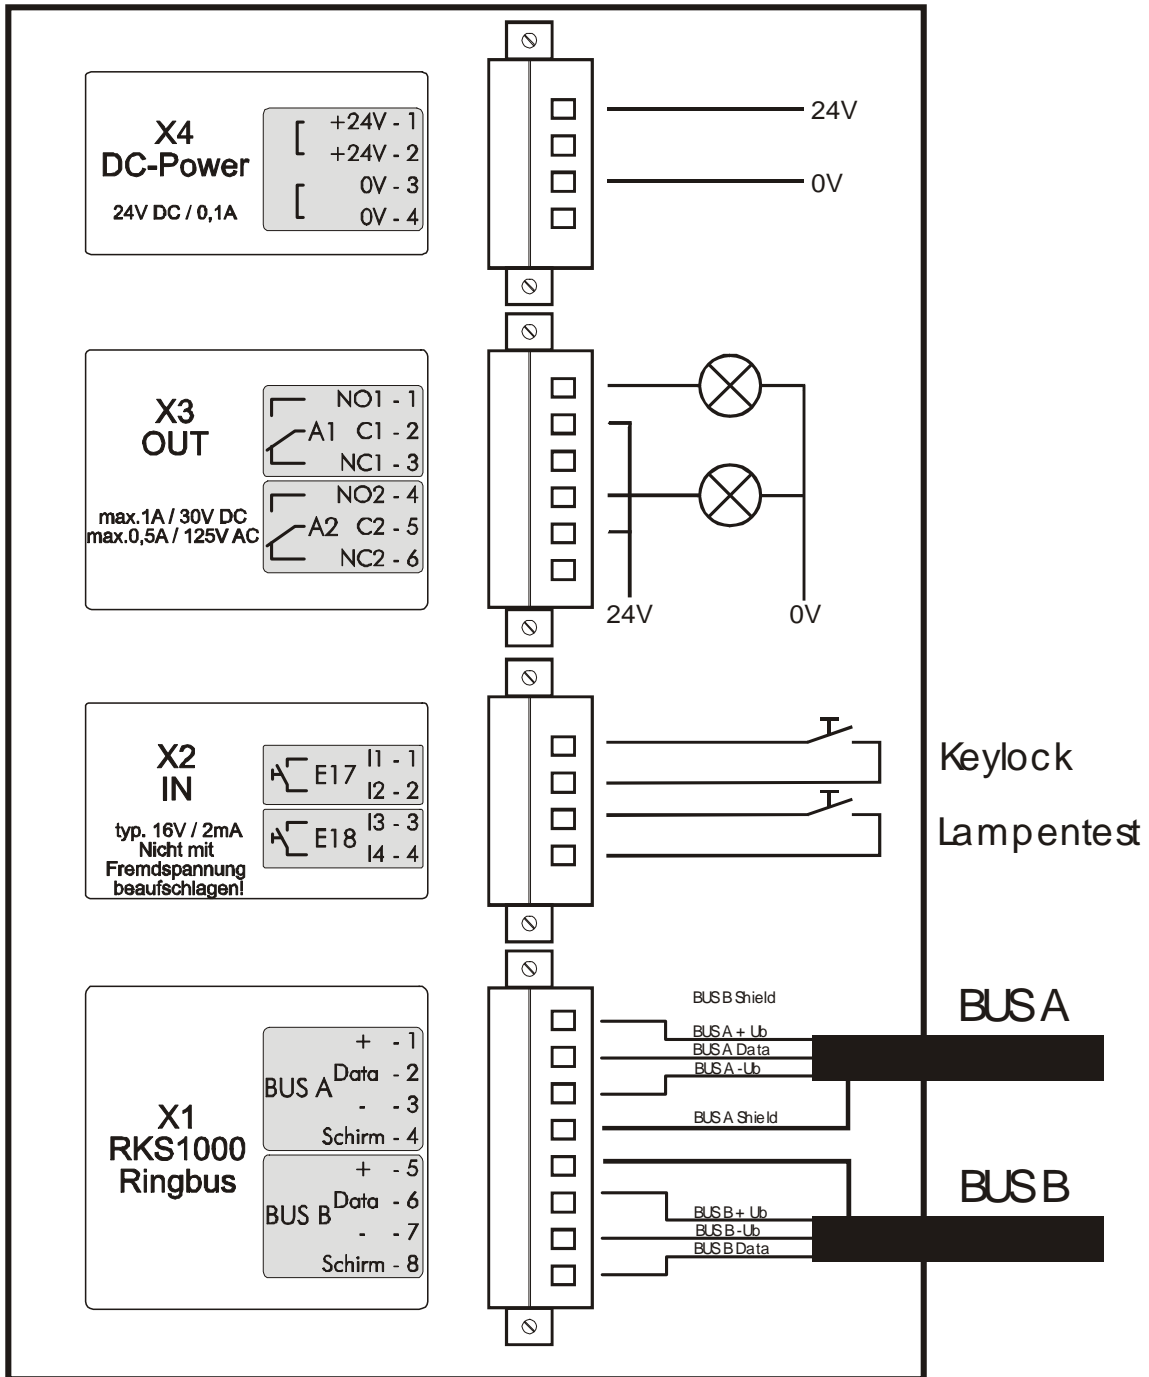 X4
DC-Power
24V DC / 0,1A
+24V - 1
+24V - 2
0V - 3
0V - 4
24V
0V
X3
OUT
max.1A / 30V DC
max.0,5A / 125V AC
NO1 - 1
A1 C1 - 2
NC1 - 3
NO2 - 4
A2 C2 - 5
NC2 - 6
24V
0V
X2
IN
typ. 16V / 2mA
Nicht mit
Fremdspannung
beaufschlagen!
E17
I1 - 1
I2 - 2
E18
I3 - 3
I4 - 4
Keylock
Lampentest
X1
RKS1000
Ringbus
BUS A
+ - 1
Data - 2
- - 3
Schirm - 4
BUS B
+ - 5
Data - 6
- - 7
Schirm - 8
BUS B Shield
BUS A + Ub
BUS A Data
BUS A -Ub
BUS A Shield
BUS A
BUS B + Ub
BUS B -Ub
BUS B Data
BUS B